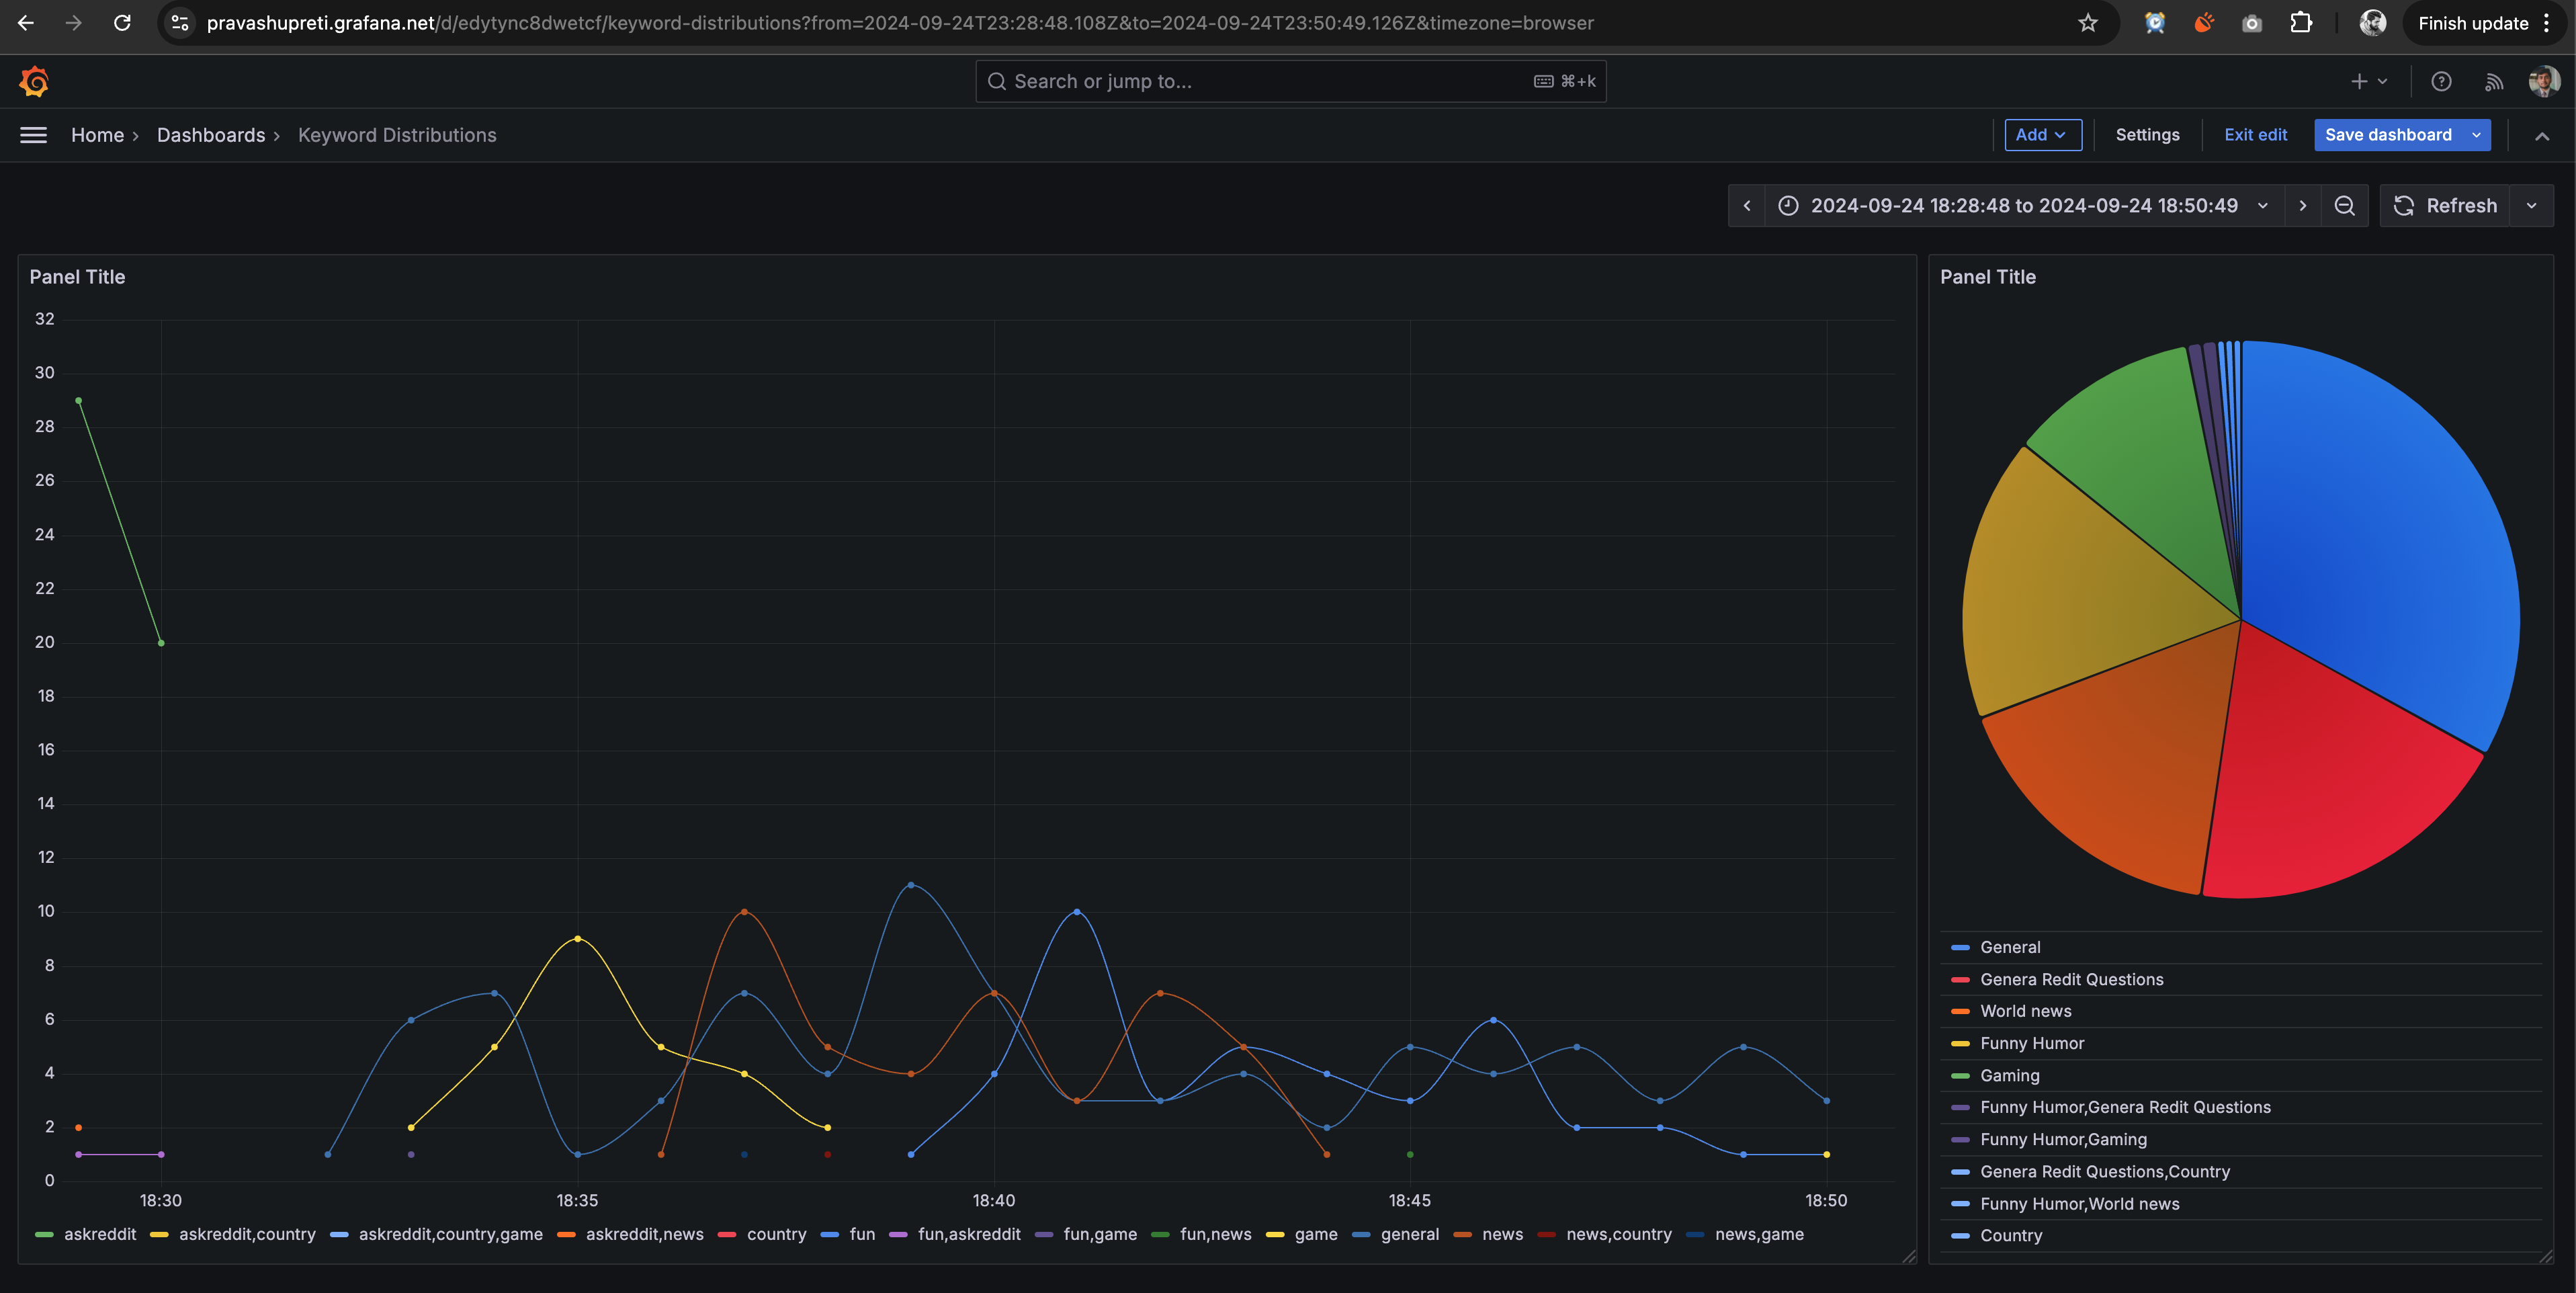 pravashupreti.grafana.net/d/edytync8dwetcf/keyword-distributions?from=2024-09-24T23:28:48.108Z&to=2024-09-24T23:50:49.126Z&timezone=browser
Finish update
Search or jump to...
⌘+k
Home › Dashboards › Keyword Distributions
Add
Settings
Exit edit
Save dashboard
2024-09-24 18:28:48 to 2024-09-24 18:50:49
Refresh
Panel Title
32
30
28
26
24
22
20
18
16
14
12
10
8
6
4
2
0
18:30 18:35 18:40 18:45 18:50
askreddit askreddit,country askreddit,country,game askreddit,news country fun fun,askreddit fun,game fun,news game general news news,country news,game
Panel Title
General
Genera Redit Questions
World news
Funny Humor
Gaming
Funny Humor,Genera Redit Questions
Funny Humor,Gaming
Genera Redit Questions,Country
Funny Humor,World news
Country